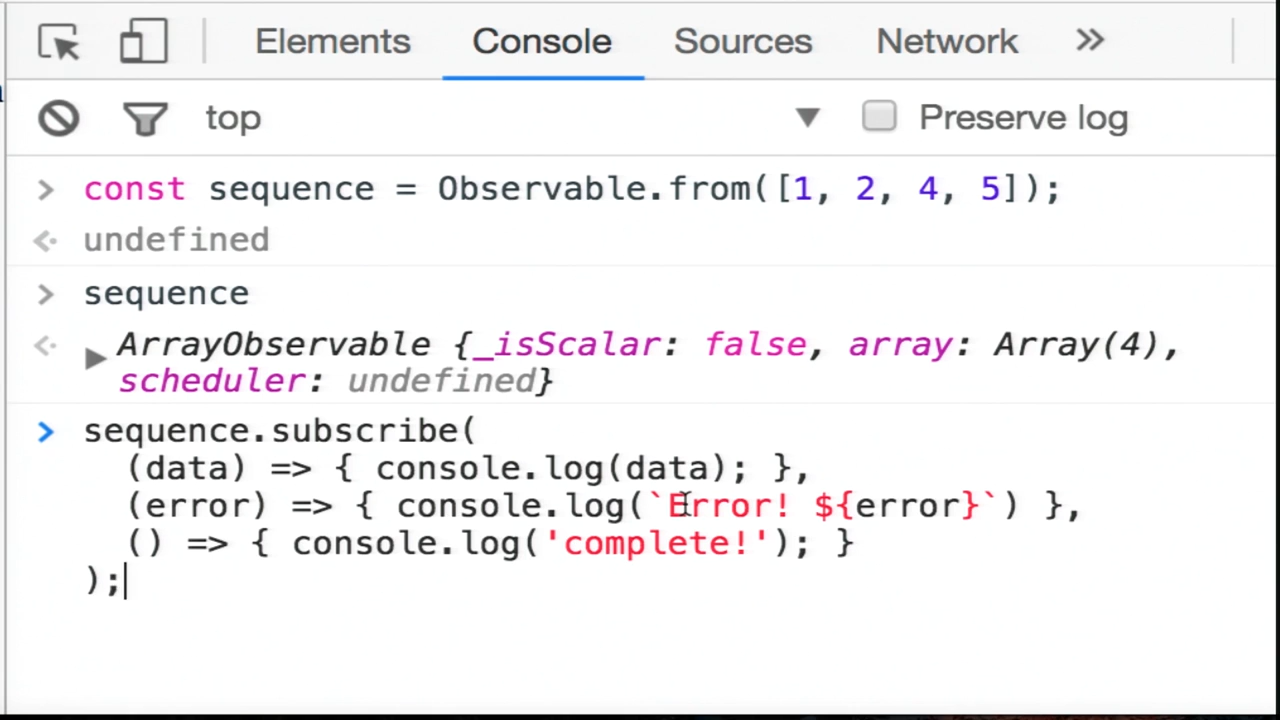 Elements Console Sources Network »
top ▼ Preserve log
> const sequence = Observable.from([1, 2, 4, 5]);
undefined
> sequence
ArrayObservable {_isScalar: false, array: Array(4),
scheduler: undefined}
> sequence.subscribe(
(data) => { console.log(data); },
(error) => { console.log(`Error! ${error}`) },
() => { console.log('complete!'); }
);